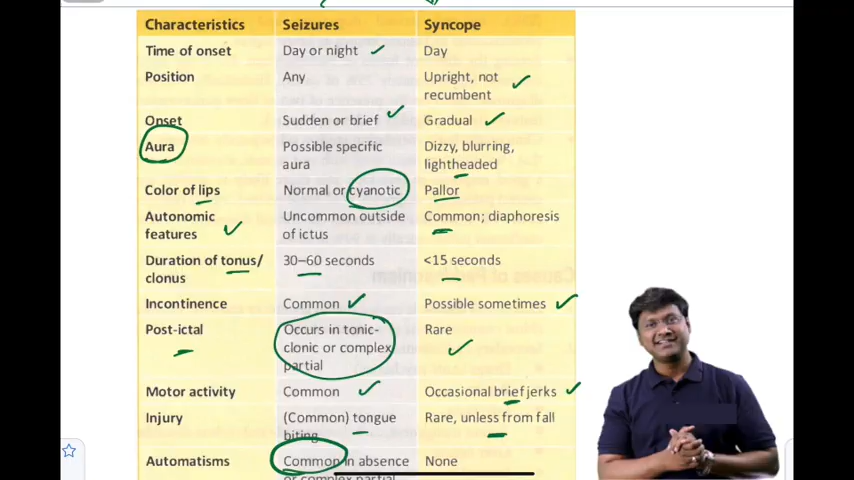 Characteristics Seizures Syncope
Time of onset Day or night Day
Position Any Upright, not
recumbent
Onset Sudden or brief Gradual
Aura Possible specific Dizzy, blurring,
aura lightheaded
Color of lips Normal or cyanotic Pallor
Autonomic Uncommon outside Common; diaphoresis
features of ictus
Duration of tonus/ 30–60 seconds <15 seconds
clonus
Incontinence Common Possible sometimes
Post-ictal Occurs in tonic- Rare
clonic or complex
partial
Motor activity Common Occasional brief jerks
Injury (Common) tongue Rare, unless from fall
biting
Automatisms Common in absence None
or complex partial